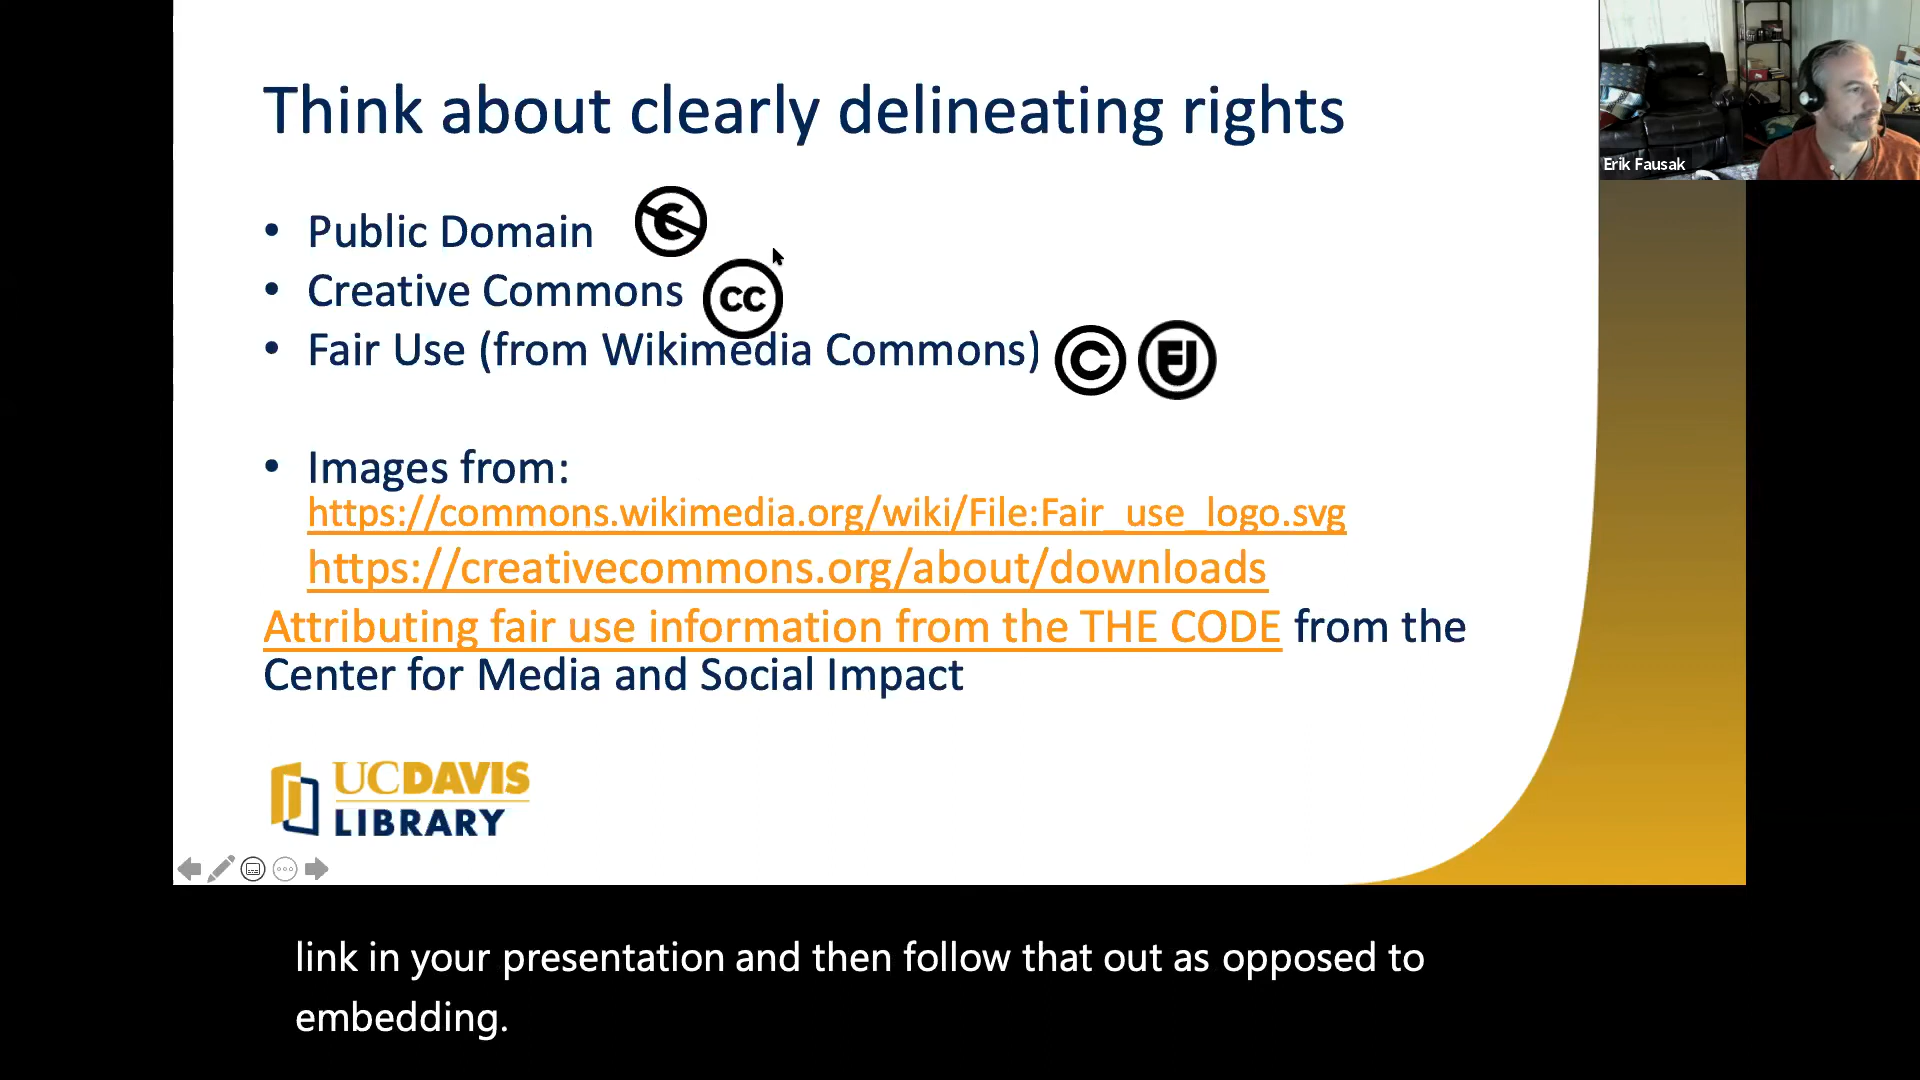 Think about clearly delineating rights
Erik Fausak
• Public Domain
• Creative Commons
cc
• Fair Use (from Wikimedia Commons)
• Images from:
https://commons.wikimedia.org/wiki/File:Fair_use_logo.svg
https://creativecommons.org/about/downloads
Attributing fair use information from the THE CODE from the
Center for Media and Social Impact
UCDAVIS
LIBRARY
link in your presentation and then follow that out as opposed to
embedding.